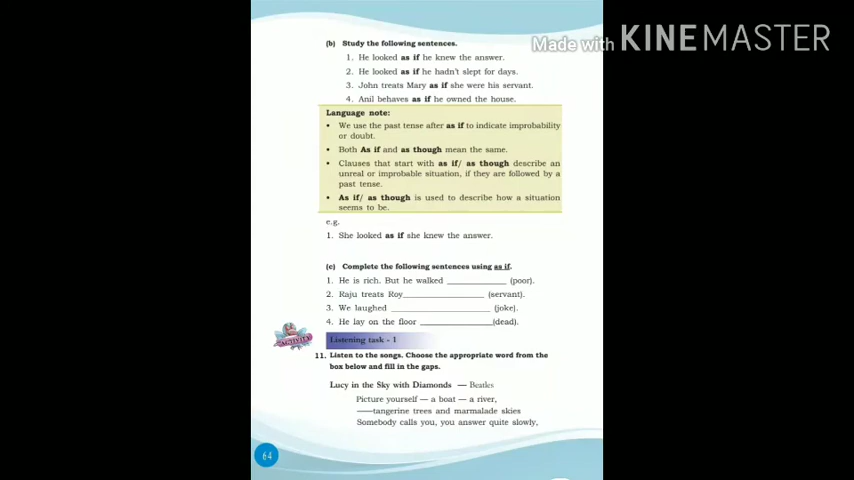 Made with KINEMASTER
(b) Study the following sentences.
1. He looked as if he knew the answer.
2. He looked as if he hadn't slept for days.
3. John treats Mary as if she were his servant.
4. Anil behaves as if he owned the house.
Language note:
• We use the past tense after as if to indicate improbability
or doubt.
• Both As if and as though mean the same.
• Clauses that start with as if/ as though describe an
unreal or improbable situation, if they are followed by a
past tense.
• As if/ as though is used to describe how a situation
seems to be.
e.g.
1. She looked as if she knew the answer.
(c) Complete the following sentences using as if.
1. He is rich. But he walked ____________ (poor).
2. Raju treats Roy________________ (servant).
3. We laughed ____________________ (joke).
4. He lay on the floor _______________(dead).
ACTIVITY
Listening task - 1
11. Listen to the songs. Choose the appropriate word from the
box below and fill in the gaps.
Lucy in the Sky with Diamonds — Beatles
Picture yourself — a boat — a river,
——tangerine trees and marmalade skies
Somebody calls you, you answer quite slowly,
64